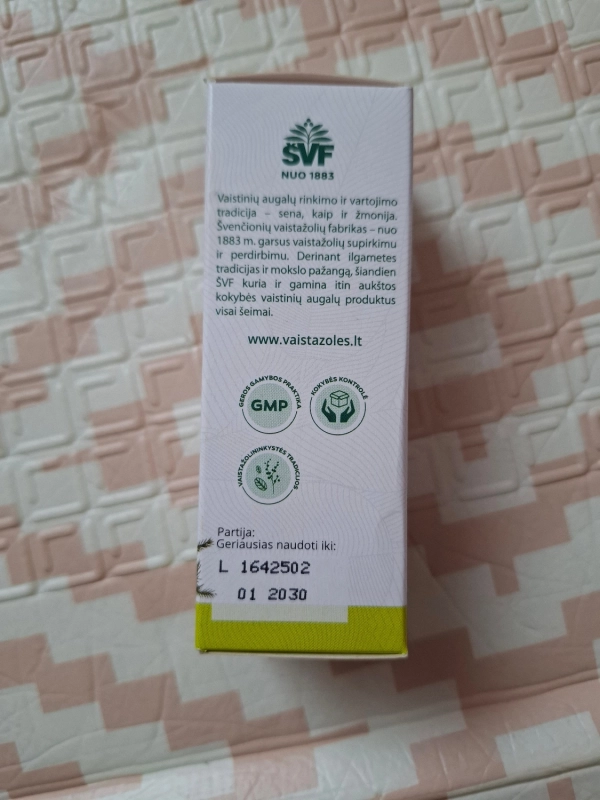 ŠVF
NUO 1883
Vaistinių augalų rinkimo ir vartojimo
tradicija – sena, kaip ir žmonija.
Švenčionių vaistažolių fabrikas – nuo
1883 m. garsus vaistažolių supirkimu
ir perdirbimu. Derinant ilgametes
tradicijas ir mokslo pažangą, šiandien
ŠVF kuria ir gamina itin aukštos
kokybės vaistinių augalų produktus
visai šeimai.
www.vaistazoles.lt
GEROS GAMYBOS PRAKTIKA
GMP
KOKYBĖS KONTROLĖ
VAISTAŽOLININKYSTĖS TRADICIJOS
Partija:
Geriausias naudoti iki:
L 1642502
01 2030